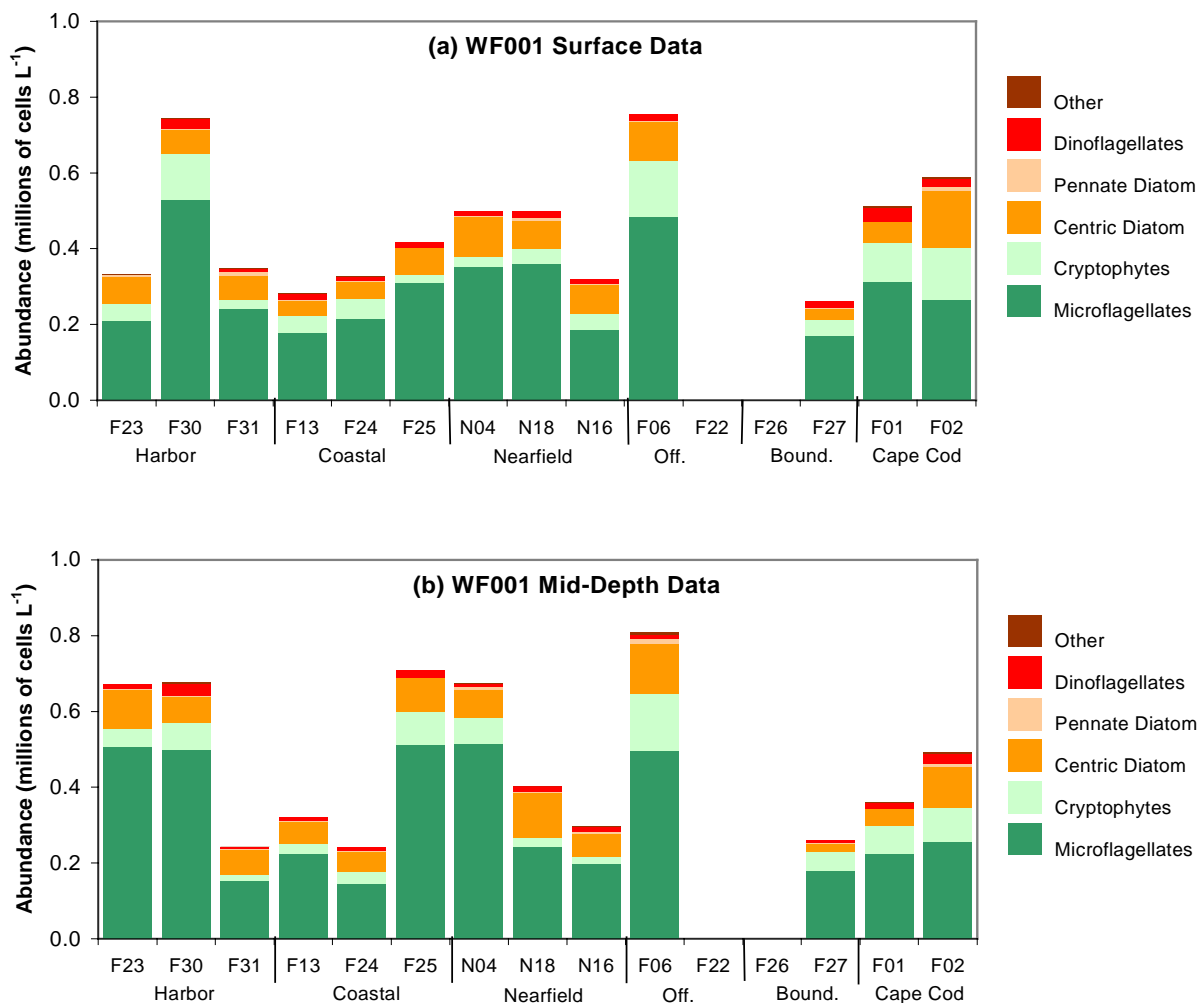 (a) WF001 Surface Data
Abundance (millions of cells L-1)
1.0
0.8
0.6
0.4
0.2
0.0
F23 F30 F31 F13 F24 F25 N04 N18 N16 F06 F22 F26 F27 F01 F02
Harbor Coastal Nearfield Off. Bound. Cape Cod
Other
Dinoflagellates
Pennate Diatom
Centric Diatom
Cryptophytes
Microflagellates
(b) WF001 Mid-Depth Data
Abundance (millions of cells L-1)
1.0
0.8
0.6
0.4
0.2
0.0
F23 F30 F31 F13 F24 F25 N04 N18 N16 F06 F22 F26 F27 F01 F02
Harbor Coastal Nearfield Off. Bound. Cape Cod
Other
Dinoflagellates
Pennate Diatom
Centric Diatom
Cryptophytes
Microflagellates